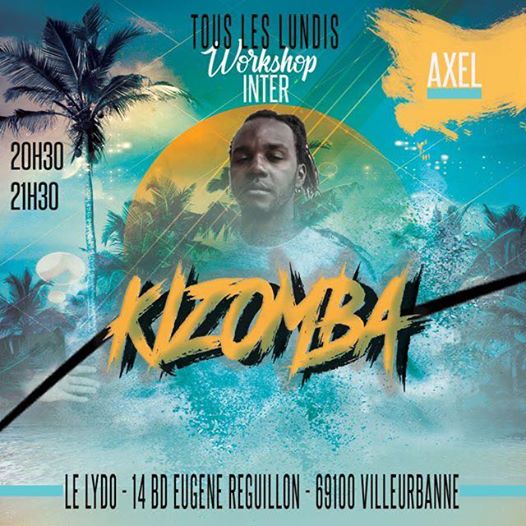 TOUS LES LUNDIS
Workshop
INTER
AXEL
20H30
21H30
KIZOMBA
LE LYDO - 14 BD EUGENE REGUILLON - 69100 VILLEURBANNE